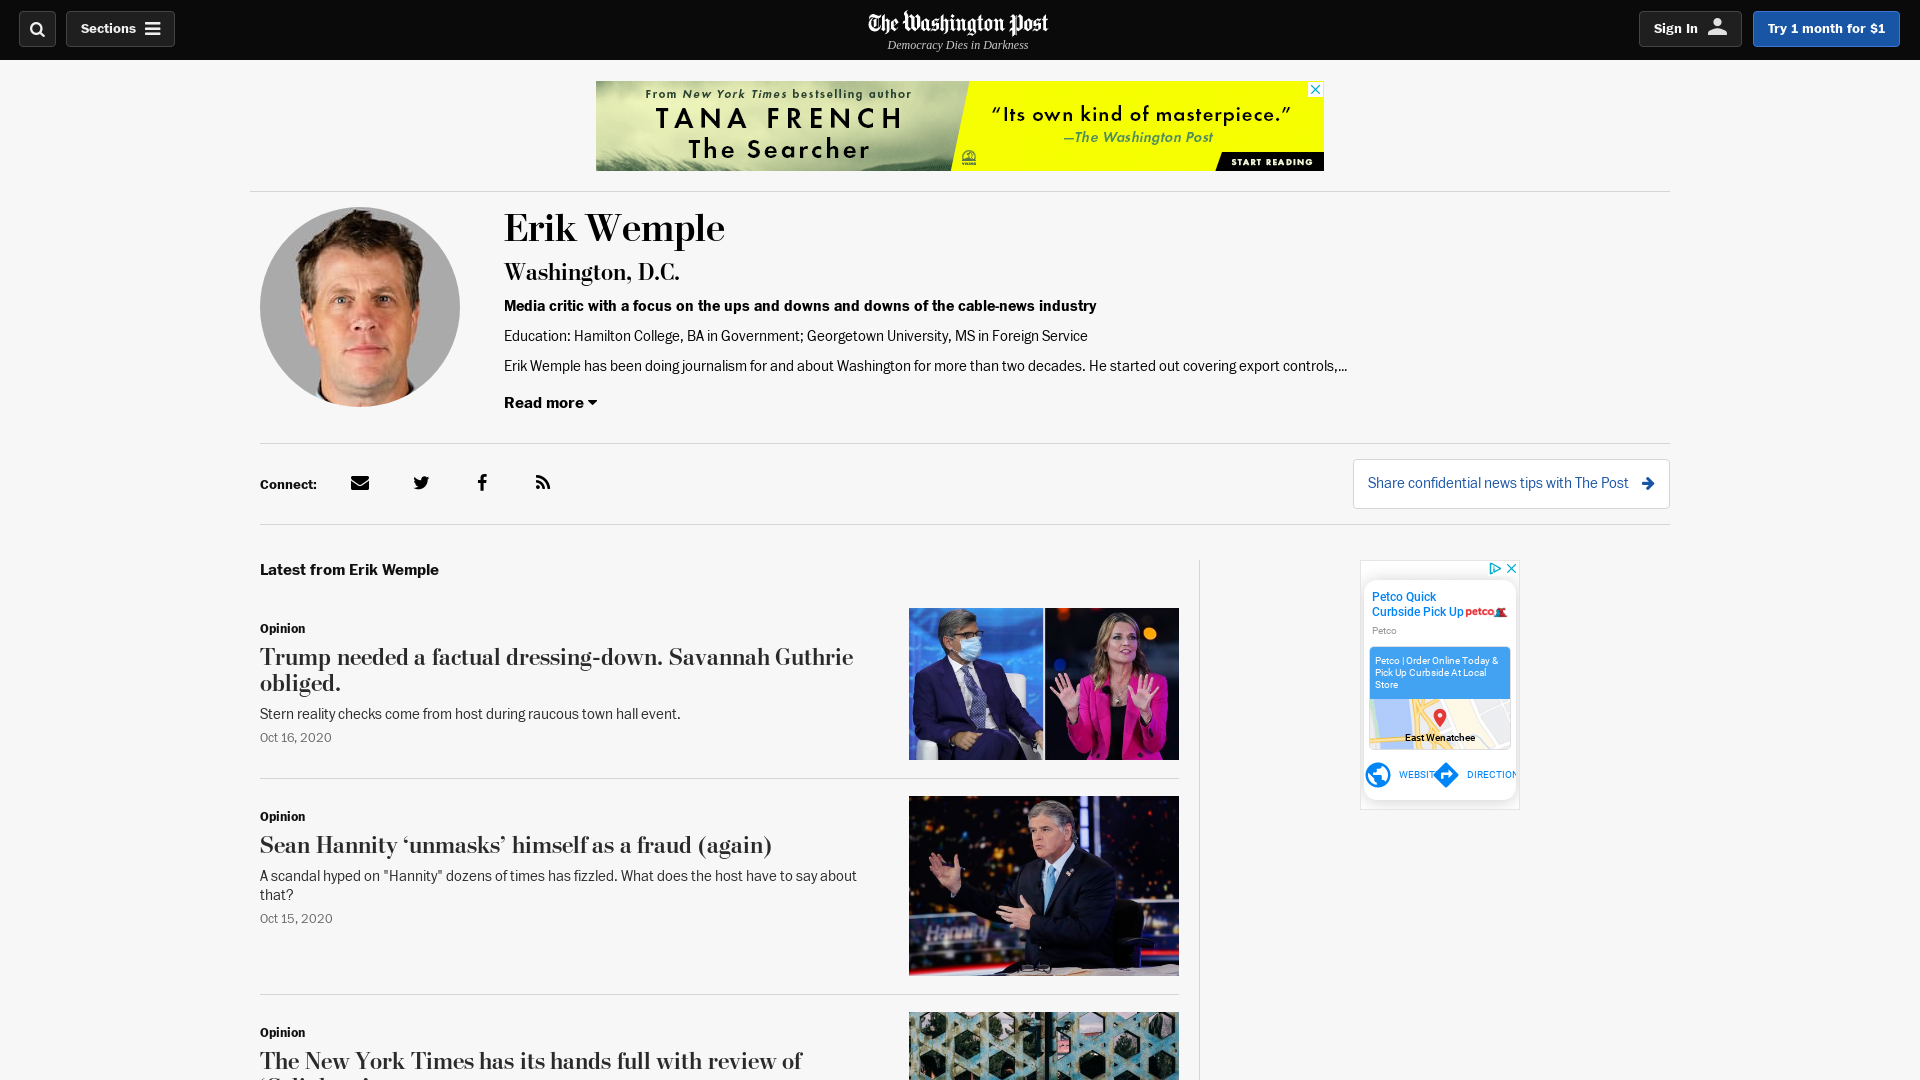 Sections
The Washington Post
Democracy Dies in Darkness
Sign In
Try 1 month for $1
From New York Times bestselling author
TANA FRENCH
The Searcher
“Its own kind of masterpiece.”
—The Washington Post
START READING
Erik Wemple
Washington, D.C.
Media critic with a focus on the ups and downs and downs of the cable-news industry
Education: Hamilton College, BA in Government; Georgetown University, MS in Foreign Service
Erik Wemple has been doing journalism for and about Washington for more than two decades. He started out covering export controls,...
Read more
Connect:
Share confidential news tips with The Post
Latest from Erik Wemple
Opinion
Trump needed a factual dressing-down. Savannah Guthrie
obliged.
Stern reality checks come from host during raucous town hall event.
Oct 16, 2020
Opinion
Sean Hannity ‘unmasks’ himself as a fraud (again)
A scandal hyped on "Hannity" dozens of times has fizzled. What does the host have to say about
that?
Oct 15, 2020
Hannity
Opinion
The New York Times has its hands full with review of
Petco Quick
Curbside Pick Up
petco
Petco
Petco | Order Online Today &
Pick Up Curbside At Local
Store
East Wenatchee
WEBSIT
DIRECTION